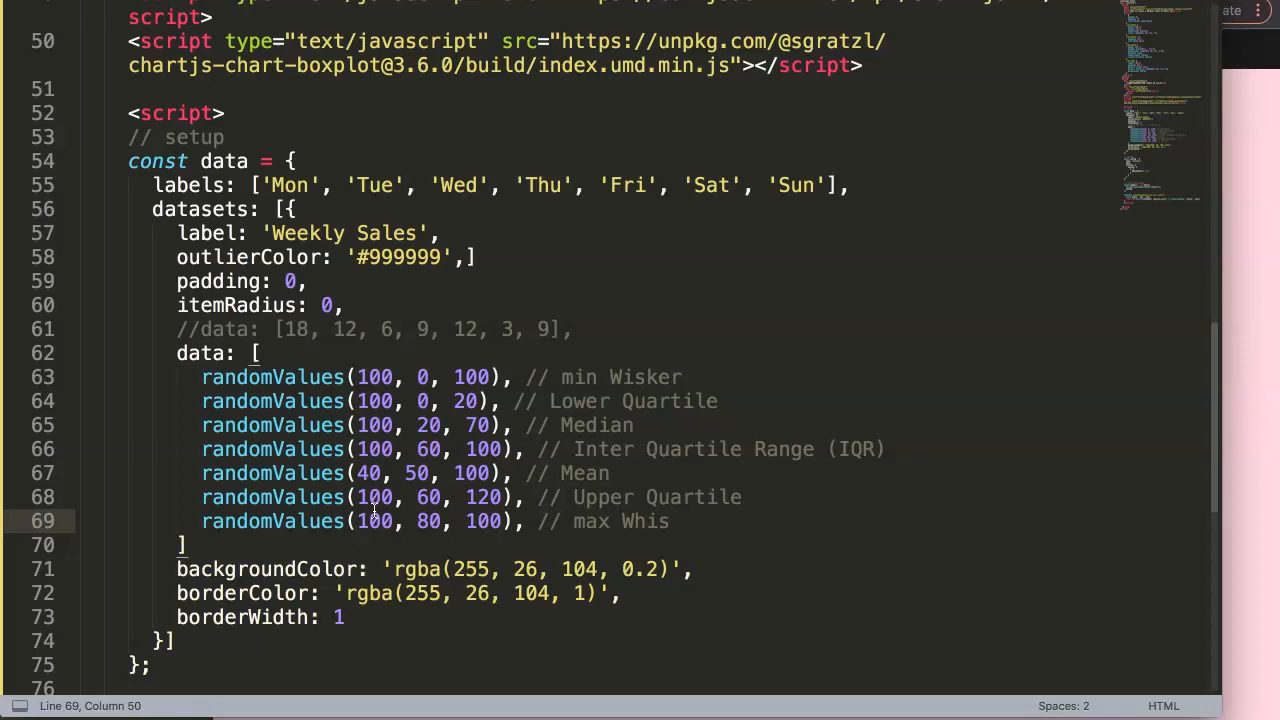 script>
50 <script type="text/javascript" src="https://unpkg.com/@sgratzl/
chartjs-chart-boxplot@3.6.0/build/index.umd.min.js"></script>
51
52 <script>
53 // setup
54 const data = {
55 labels: ['Mon', 'Tue', 'Wed', 'Thu', 'Fri', 'Sat', 'Sun'],
56 datasets: [{
57 label: 'Weekly Sales',
58 outlierColor: '#999999',]
59 padding: 0,
60 itemRadius: 0,
61 //data: [18, 12, 6, 9, 12, 3, 9],
62 data: [
63 randomValues(100, 0, 100), // min Wisker
64 randomValues(100, 0, 20), // Lower Quartile
65 randomValues(100, 20, 70), // Median
66 randomValues(100, 60, 100), // Inter Quartile Range (IQR)
67 randomValues(40, 50, 100), // Mean
68 randomValues(100, 60, 120), // Upper Quartile
69 randomValues(100, 80, 100), // max Whis
70 ]
71 backgroundColor: 'rgba(255, 26, 104, 0.2)',
72 borderColor: 'rgba(255, 26, 104, 1)',
73 borderWidth: 1
74 }]
75 };
76
Line 69, Column 50 Spaces: 2 HTML